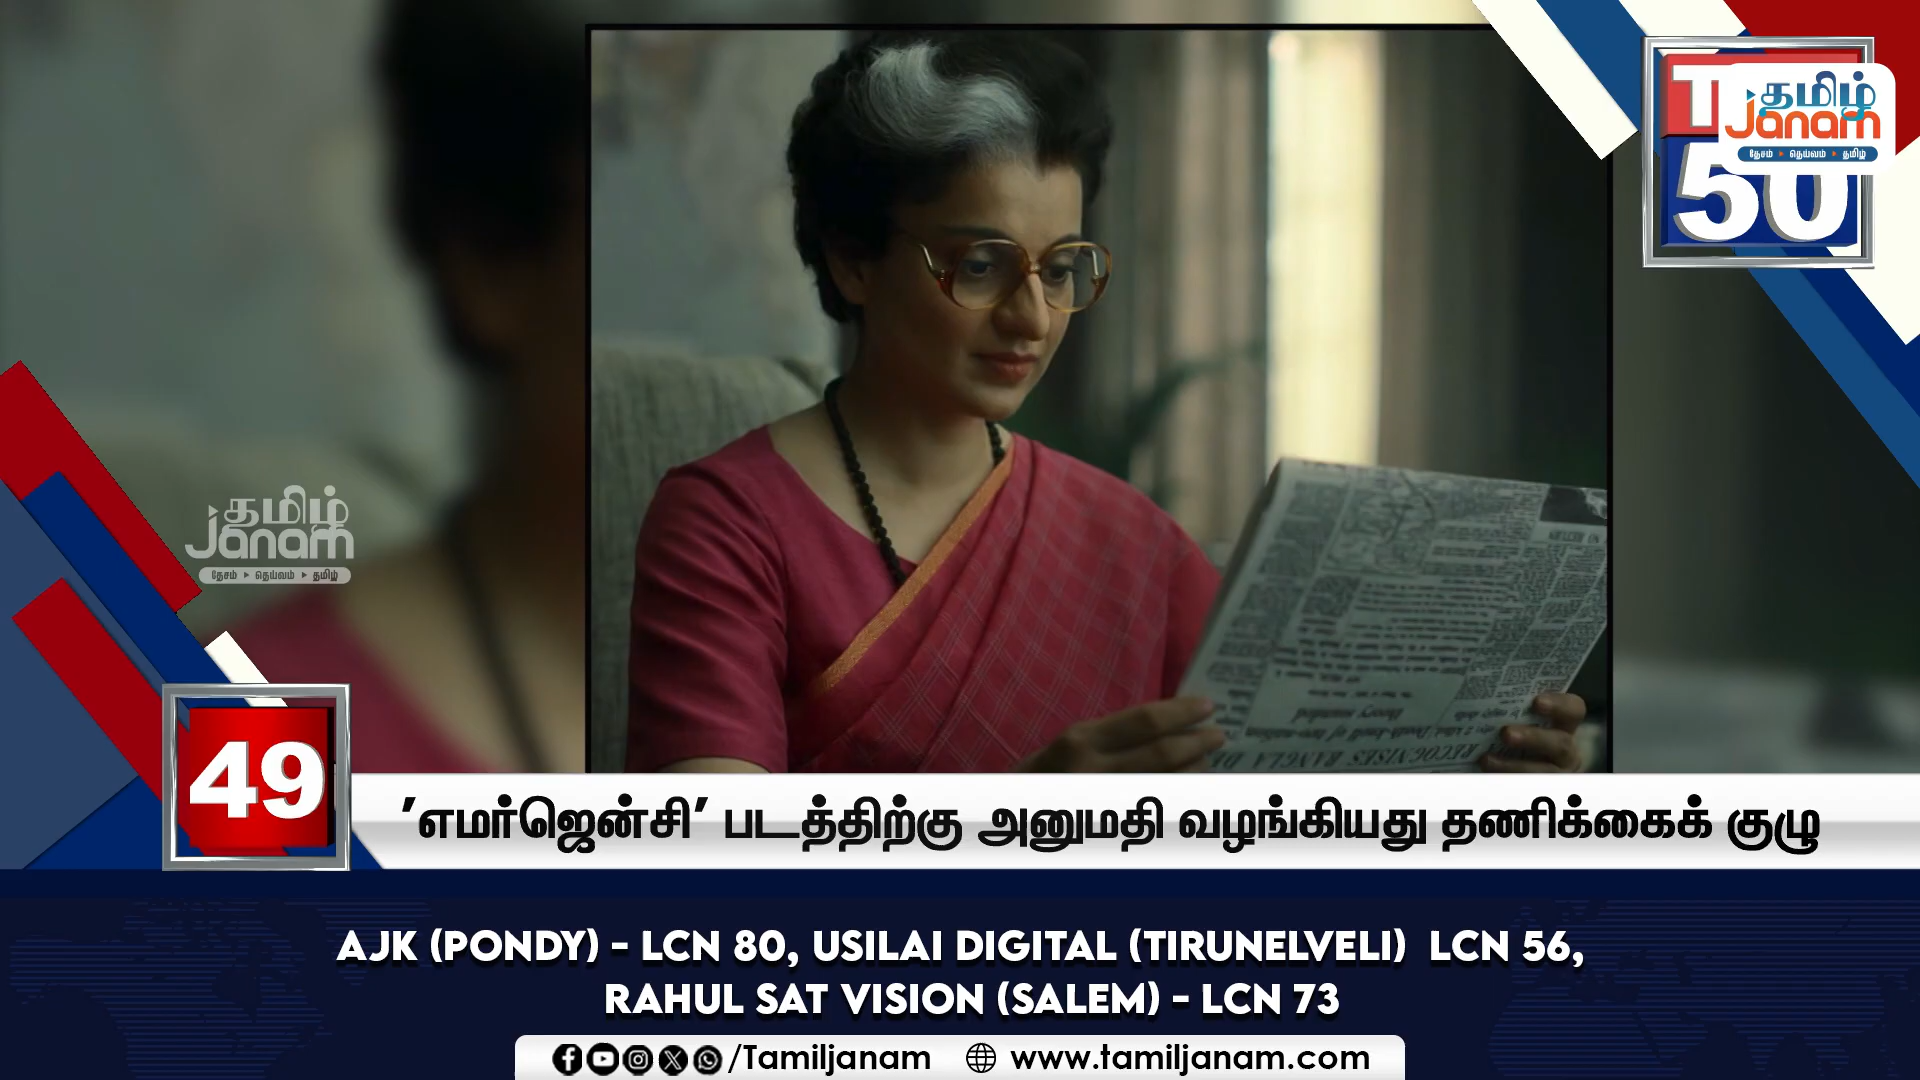 T
தமிழ்
Janam
தேசம் ▸ தெய்வம் ▸ தமிழ்
50
தமிழ்
Janam
தேசம் ▸ தெய்வம் ▸ தமிழ்
49
’எமர்ஜென்சி’ படத்திற்கு அனுமதி வழங்கியது தணிக்கைக் குழு
AJK (PONDY) - LCN 80, USILAI DIGITAL (TIRUNELVELI) LCN 56,
RAHUL SAT VISION (SALEM) - LCN 73
/Tamiljanam www.tamiljanam.com